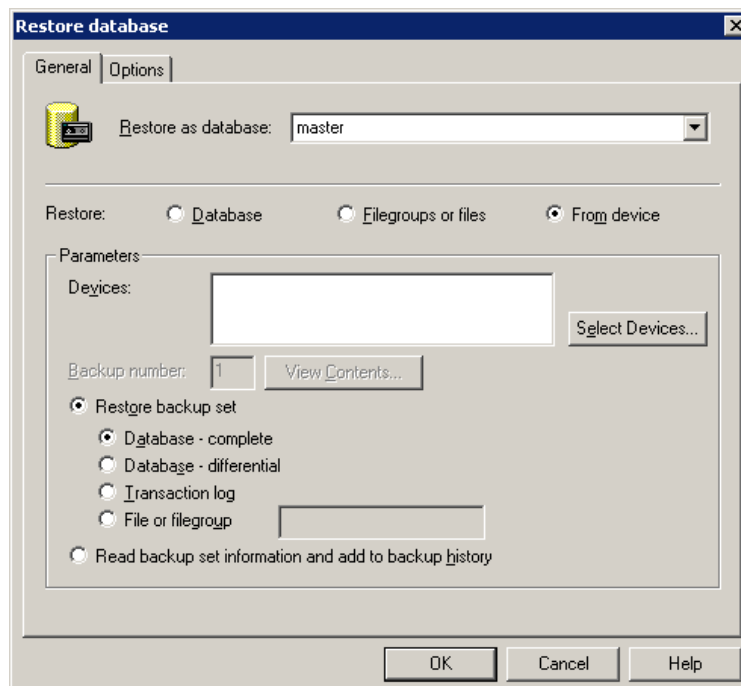 Restore database
General Options
Restore as database: master
Restore: Database Filegroups or files From device
Parameters
Devices:
Select Devices...
Backup number: 1 View Contents...
Restore backup set
Database - complete
Database - differential
Transaction log
File or filegroup
Read backup set information and add to backup history
OK Cancel Help